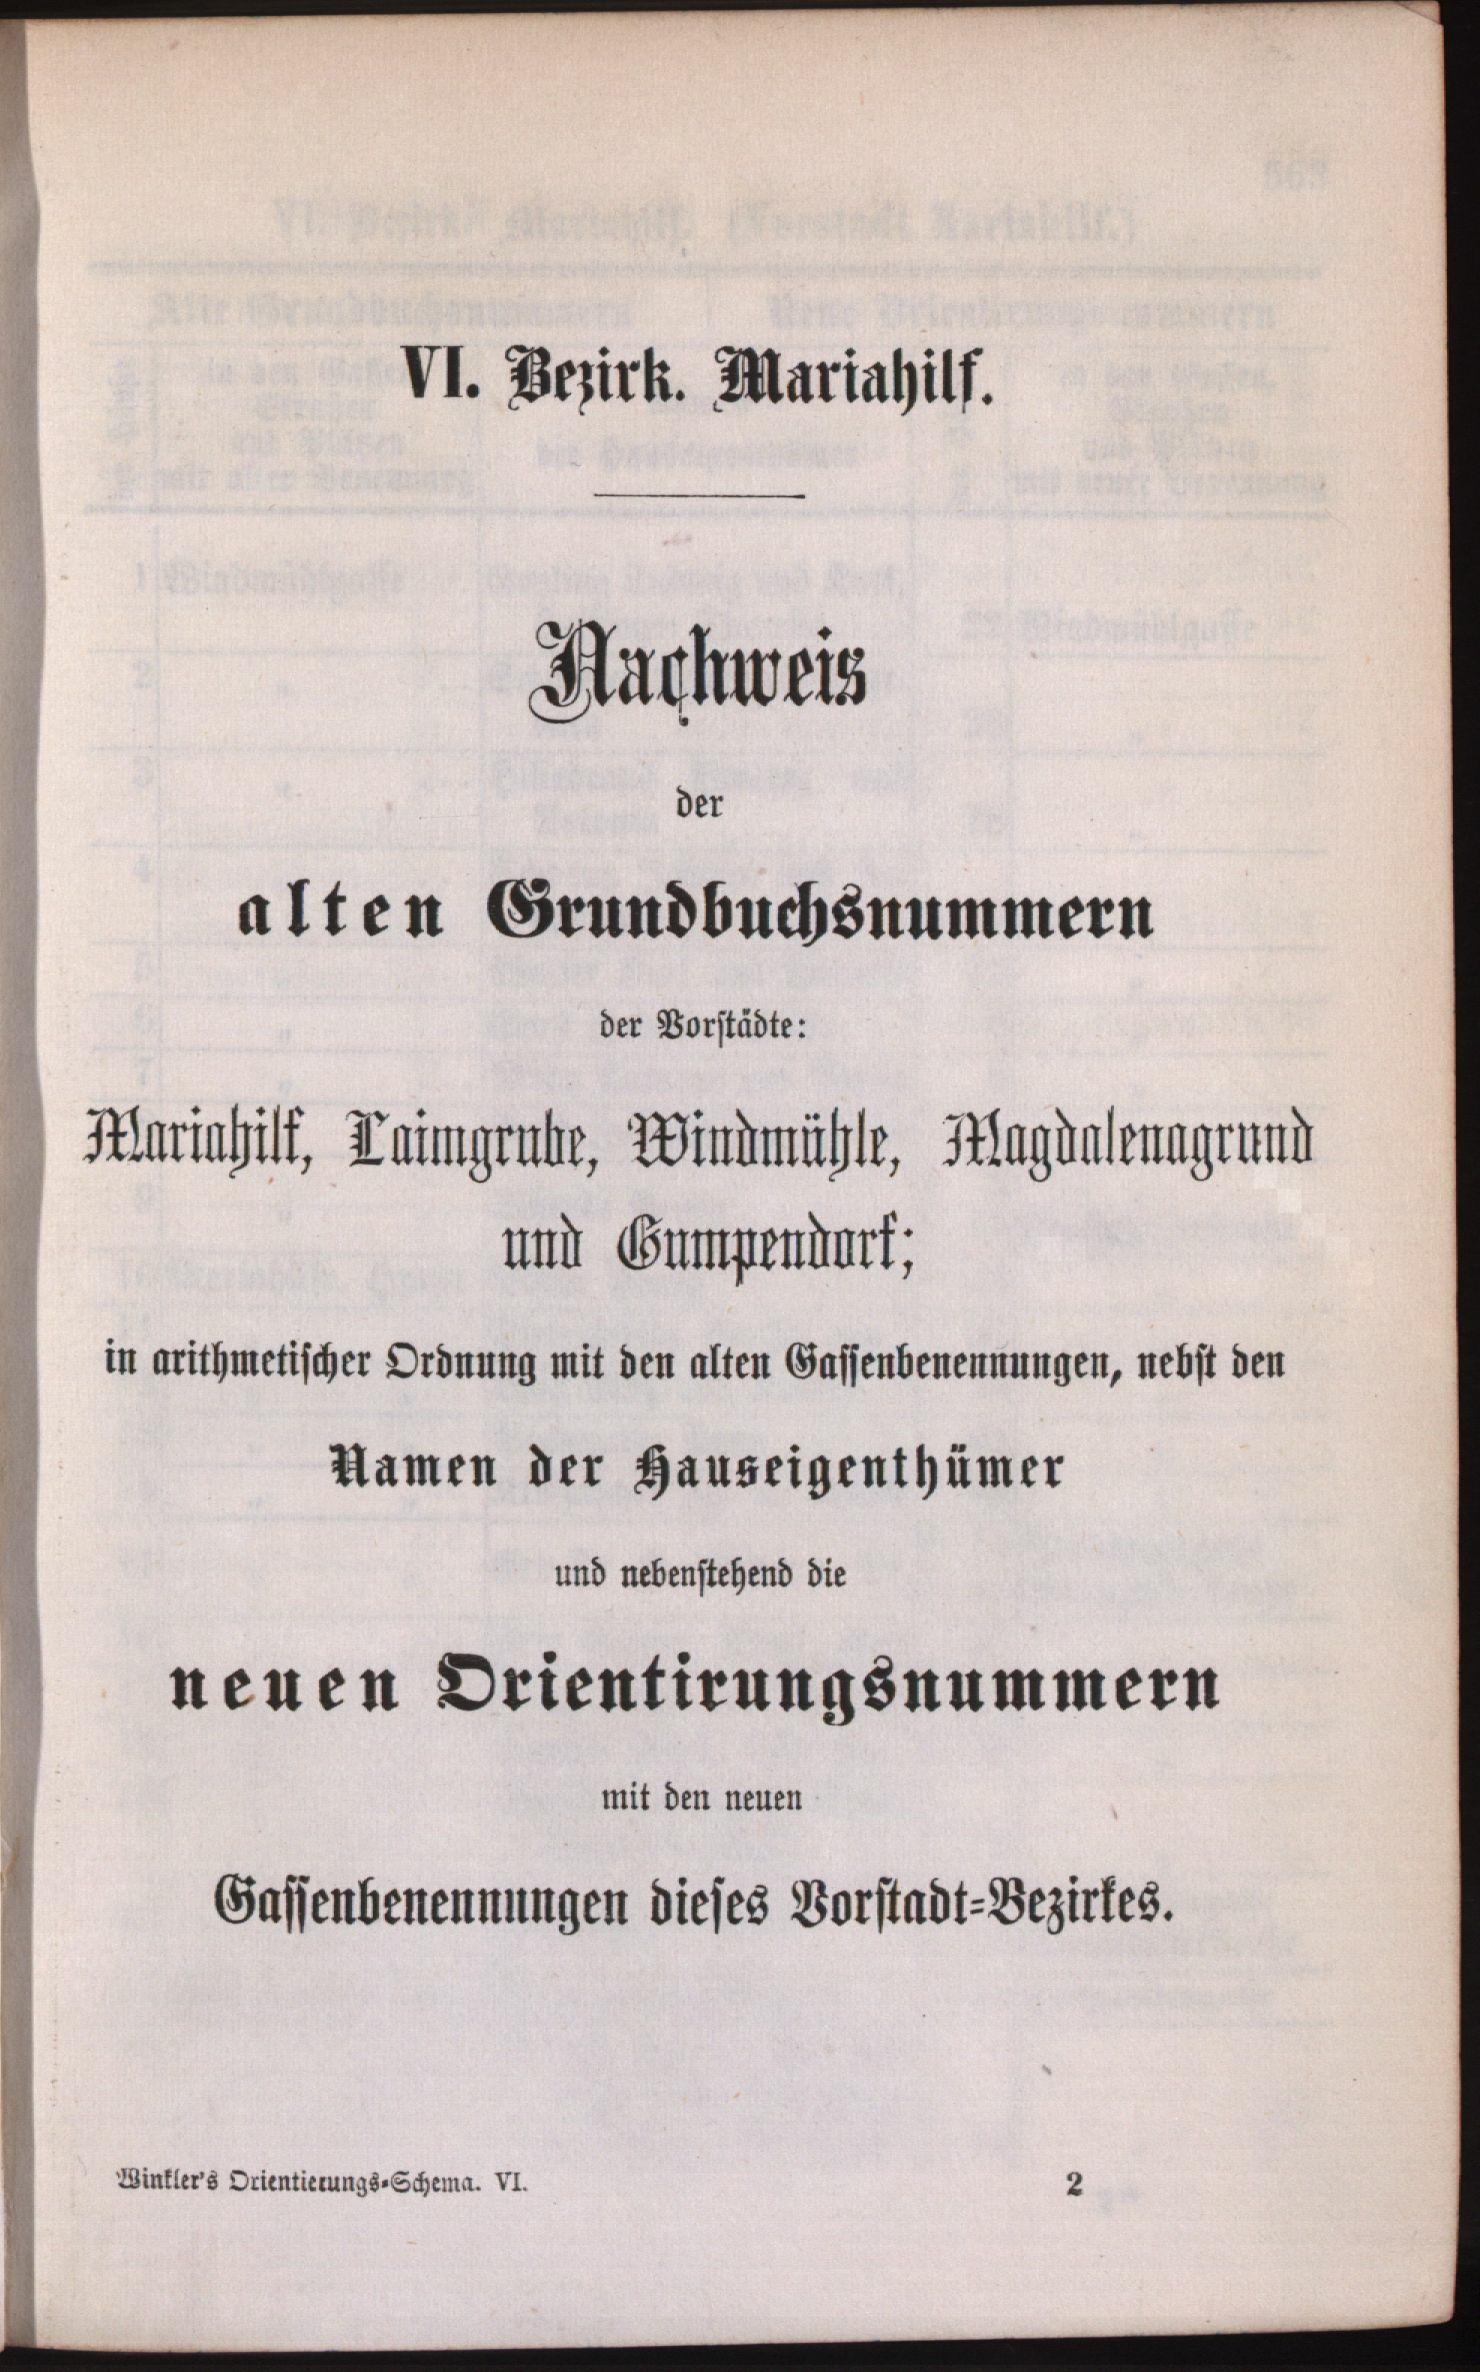 VI. Bezirk. Mariahilf.
Nachweis
der
alten Grundbuchsnummern
der Vorstädte:
Mariahilf, Laimgrube, Windmühle, Magdalenagrund
und Gumpendorf;
in arithmetischer Ordnung mit den alten Gassenbenennungen, nebst den
Namen der Hauseigenthümer
und nebenstehend die
neuen Orientirungsnummern
mit den neuen
Gassenbenennungen dieses Vorstadt-Bezirkes.
Winkler's Orientierungs-Schema. VI. 2